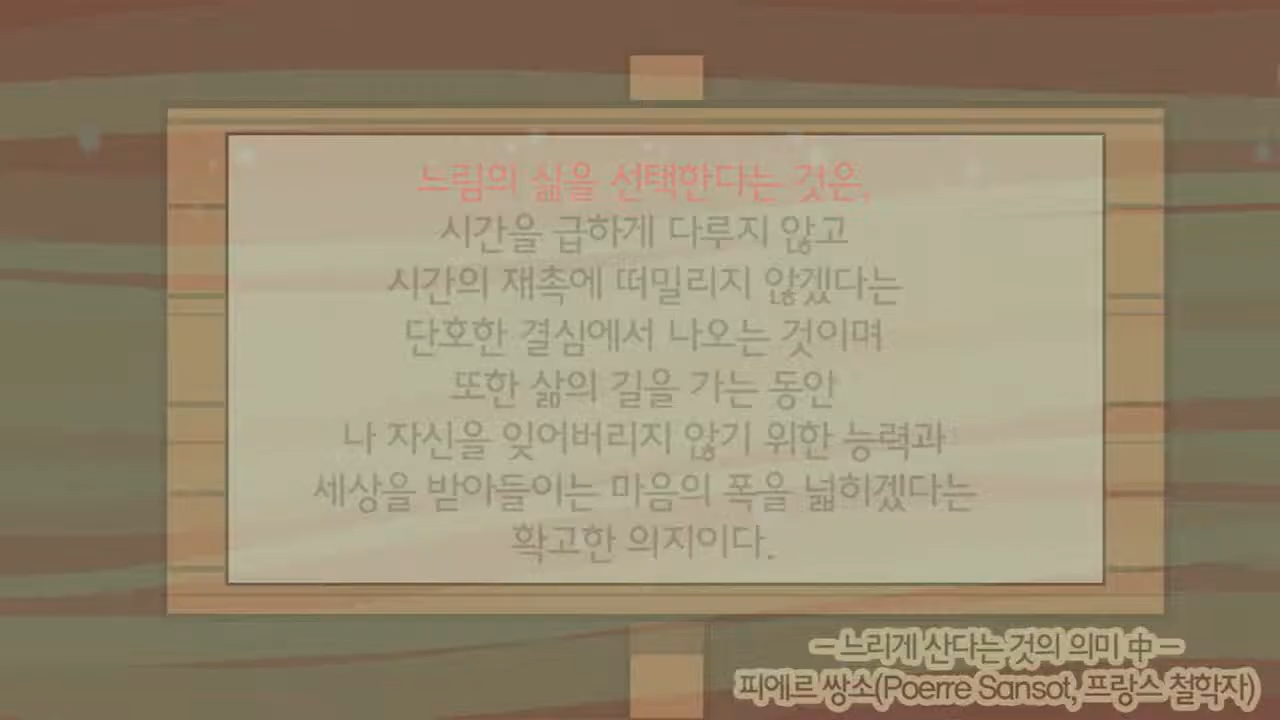 느림의 삶을 선택한다는 것은,
시간을 급하게 다루지 않고
시간의 재촉에 떠밀리지 않겠다는
단호한 결심에서 나오는 것이며
또한 삶의 길을 가는 동안
나 자신을 잊어버리지 않기 위한 능력과
세상을 받아들이는 마음의 폭을 넓히겠다는
확고한 의지이다.
– 느리게 산다는 것의 의미 中 –
피에르 쌍소(Poerre Sansot, 프랑스 철학자)